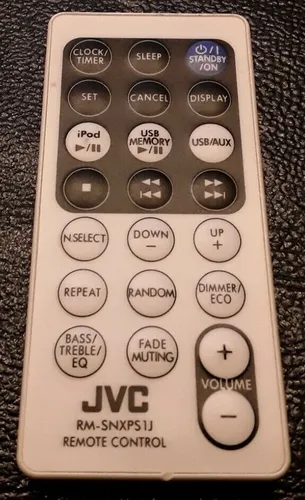 CLOCK/
TIMER
SLEEP
⏻/I
STANDBY
/ON
SET
CANCEL
DISPLAY
iPod
▶/❚❚
USB
MEMORY
▶/❚❚
USB/AUX
■
◀◀
|◀◀
▶▶
▶▶|
N.SELECT
DOWN
−
UP
+
REPEAT
RANDOM
DIMMER/
ECO
BASS/
TREBLE/
EQ
FADE
MUTING
+
VOLUME
−
JVC
RM-SNXPS1J
REMOTE CONTROL